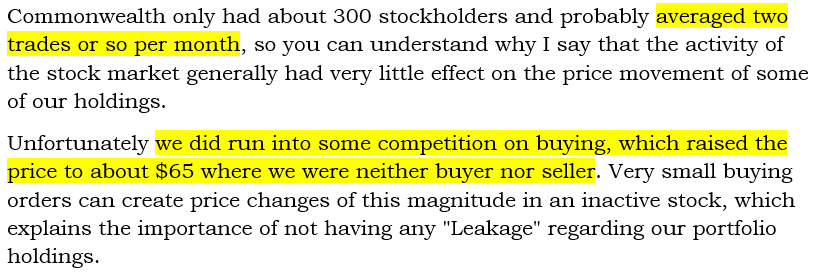 Commonwealth only had about 300 stockholders and probably averaged two
trades or so per month, so you can understand why I say that the activity of
the stock market generally had very little effect on the price movement of some
of our holdings.
Unfortunately we did run into some competition on buying, which raised the
price to about $65 where we were neither buyer nor seller. Very small buying
orders can create price changes of this magnitude in an inactive stock, which
explains the importance of not having any "Leakage" regarding our portfolio
holdings.